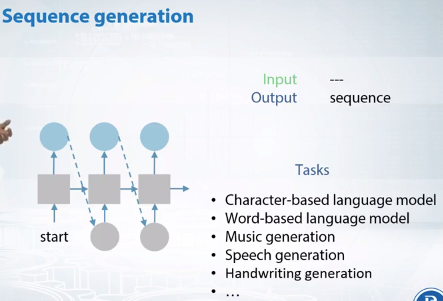 Sequence generation
Input ---
Output sequence
Tasks
• Character-based language model
• Word-based language model
• Music generation
• Speech generation
• Handwriting generation
• ...
start